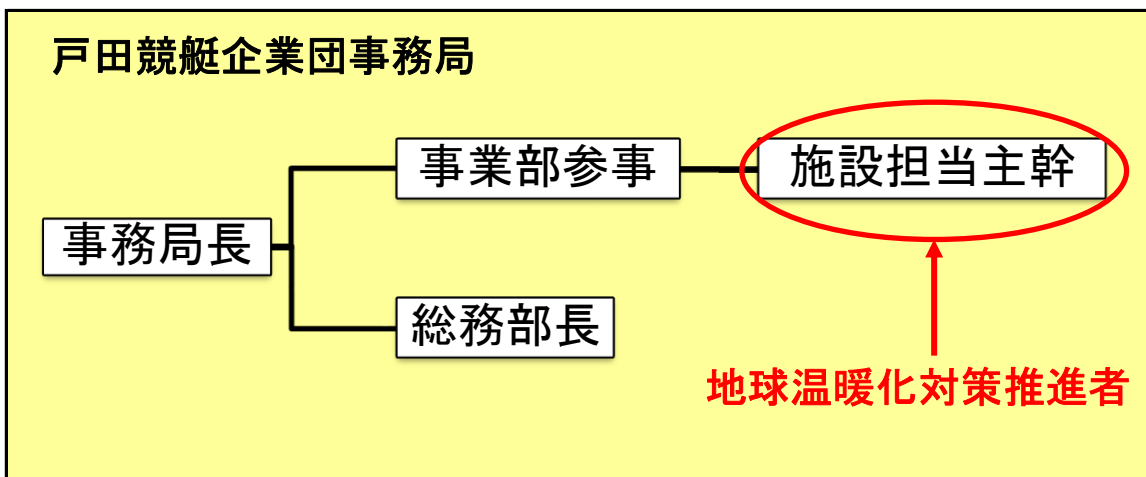 戸田競艇企業団事務局
事業部参事
施設担当主幹
事務局長
総務部長
地球温暖化対策推進者